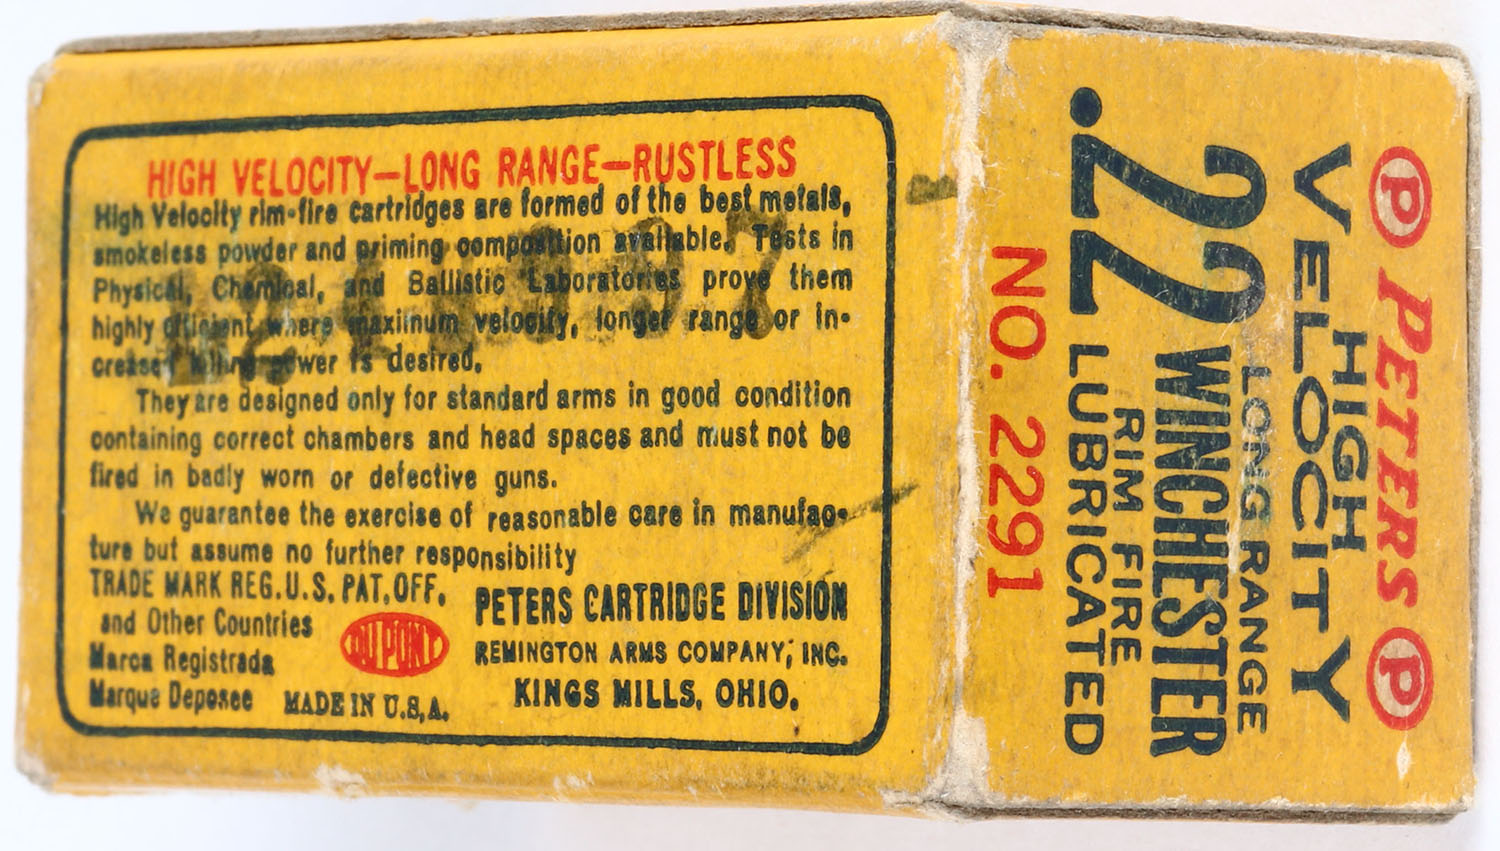 HIGH VELOCITY—LONG RANGE—RUSTLESS
High Velocity rim-fire cartridges are formed of the best metals,
smokeless powder and priming composition available. Tests in
Physical, Chemical, and Ballistic Laboratories prove them
highly efficient where maximum velocity, longer range or in-
creased killing power is desired.
They are designed only for standard arms in good condition
containing correct chambers and head spaces and must not be
fired in badly worn or defective guns.
We guarantee the exercise of reasonable care in manufac-
ture but assume no further responsibility
TRADE MARK REG. U.S. PAT. OFF.
and Other Countries
Marca Registrada
Marque Deposee
DU PONT
MADE IN U.S.A.
PETERS CARTRIDGE DIVISION
REMINGTON ARMS COMPANY, INC.
KINGS MILLS, OHIO.
P PETERS P
HIGH
VELOCITY
LONG RANGE
22 WINCHESTER
RIM FIRE
.22 LUBRICATED
NO. 2291